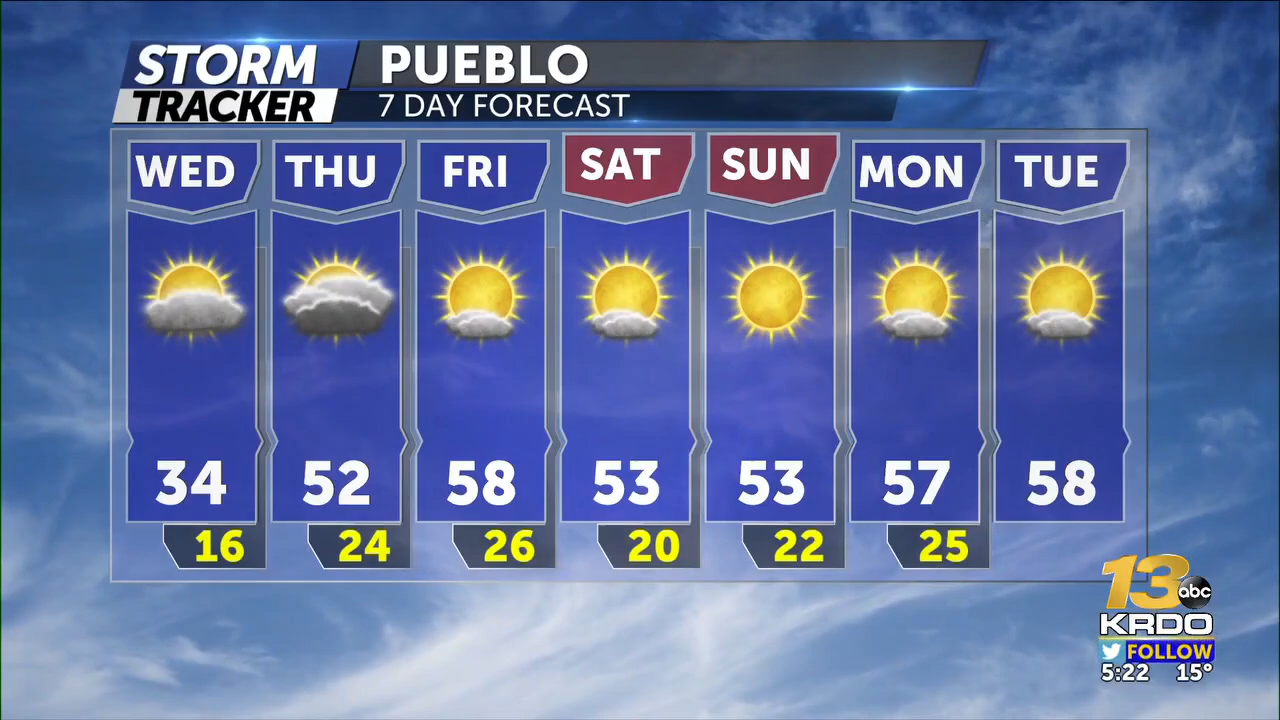 STORM
TRACKER
PUEBLO
7 DAY FORECAST
WED THU FRI SAT SUN MON TUE
34 52 58 53 53 57 58
16 24 26 20 22 25
13 abc
KRDO
FOLLOW
5:22 15°